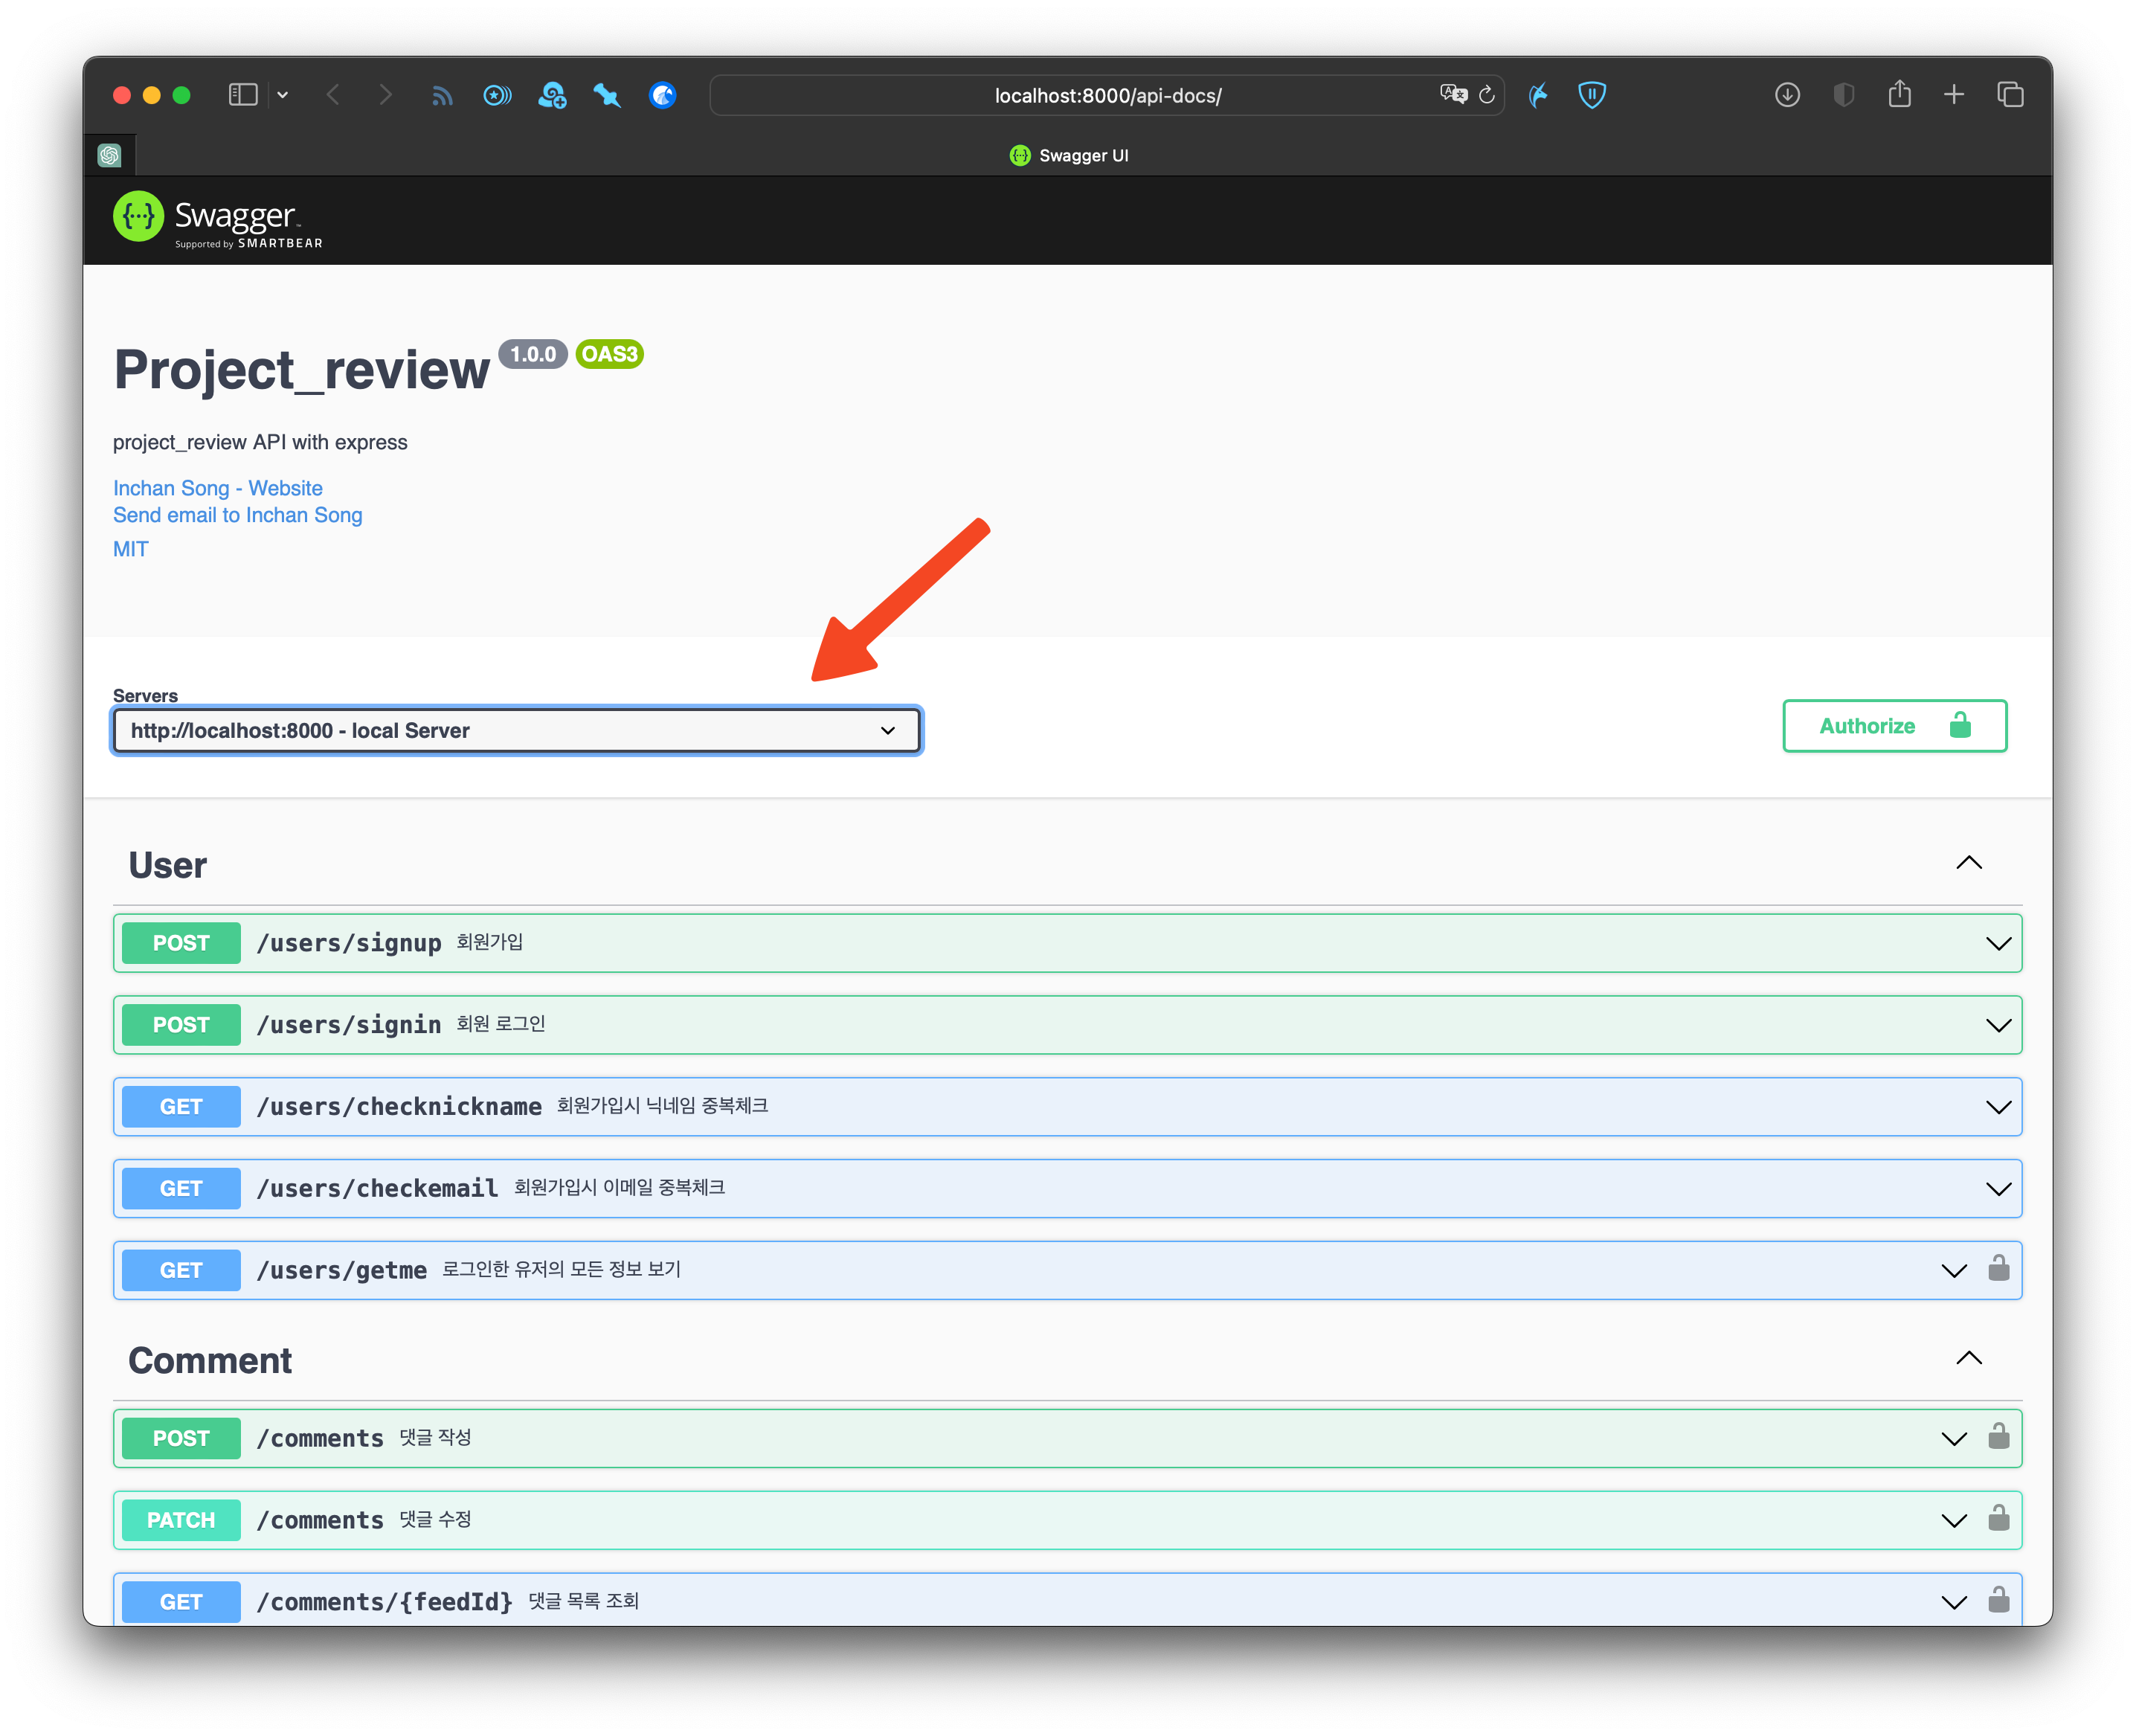 localhost:8000/api-docs/
Swagger UI
Swagger
Supported by SMARTBEAR
Project_review 1.0.0 OAS3
project_review API with express
Inchan Song - Website
Send email to Inchan Song
MIT
Servers
http://localhost:8000 - local Server
Authorize
User
POST /users/signup 회원가입
POST /users/signin 회원 로그인
GET /users/checknickname 회원가입시 닉네임 중복체크
GET /users/checkemail 회원가입시 이메일 중복체크
GET /users/getme 로그인한 유저의 모든 정보 보기
Comment
POST /comments 댓글 작성
PATCH /comments 댓글 수정
GET /comments/{feedId} 댓글 목록 조회